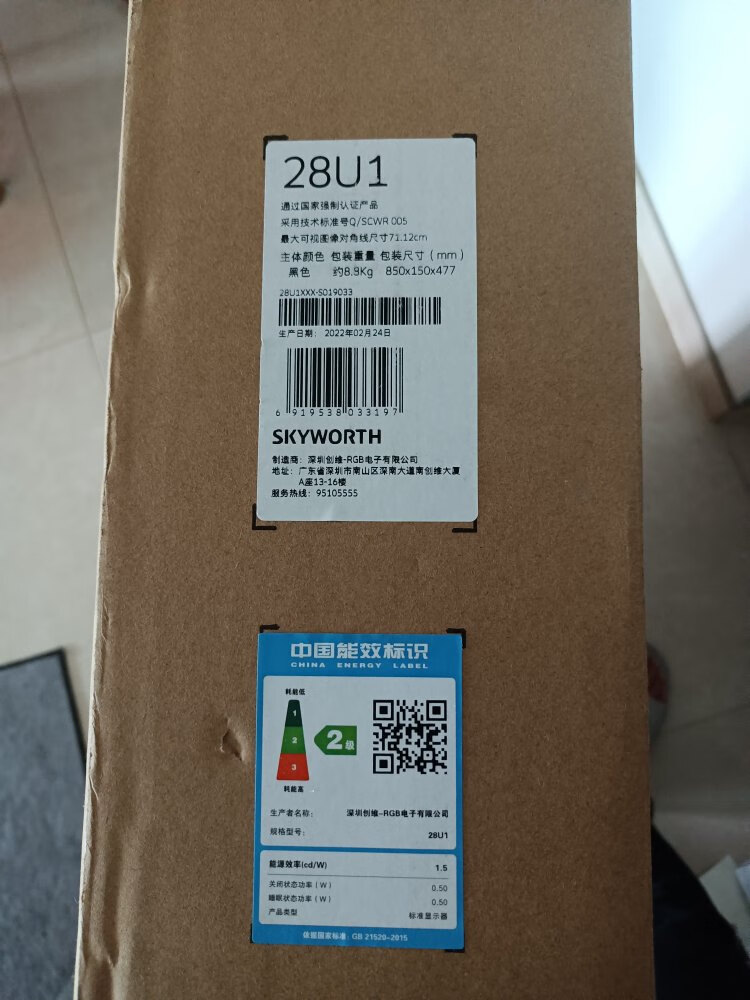 28U1
通过国家强制认证产品
采用技术标准号Q/SCWR 005
最大可视图像对角线尺寸71.12cm
主体颜色 包装重量 包装尺寸(mm)
黑色 约8.9Kg 850x150x477
28U1XXX-S019033
生产日期: 2022年02月24日
6 919538 033197
SKYWORTH
制造商: 深圳创维-RGB电子有限公司
地址: 广东省深圳市南山区深南大道南创维大厦
A座13-16楼
服务热线: 95105555
中国能效标识
CHINA ENERGY LABEL
耗能低
1
2
3
2级
耗能高
生产者名称: 深圳创维-RGB电子有限公司
规格型号: 28U1
能源效率(cd/W) 1.5
关闭状态功率(W) 0.50
睡眠状态功率(W) 0.50
产品类型 标准显示器
依据国家标准: GB 21520-2015